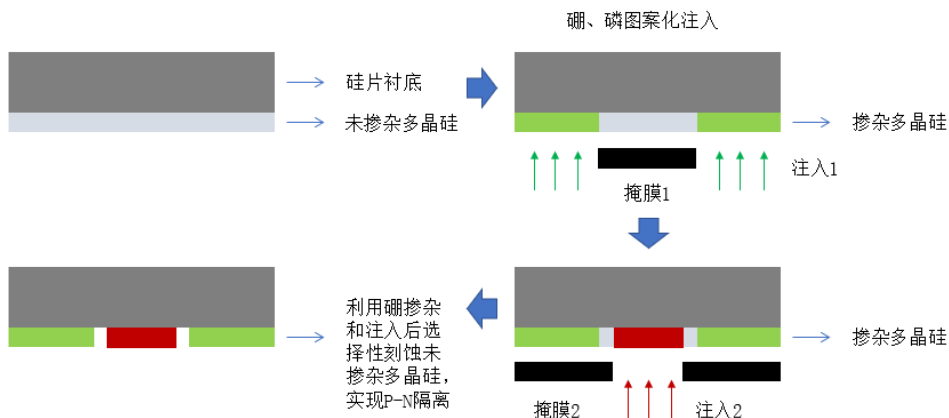 硼、磷图案化注入
硅片衬底
未掺杂多晶硅
掺杂多晶硅
注入1
掩膜1
利用硼掺杂
和注入后选
择性刻蚀未
掺杂多晶硅，
实现P-N隔离
掺杂多晶硅
掩膜2
注入2